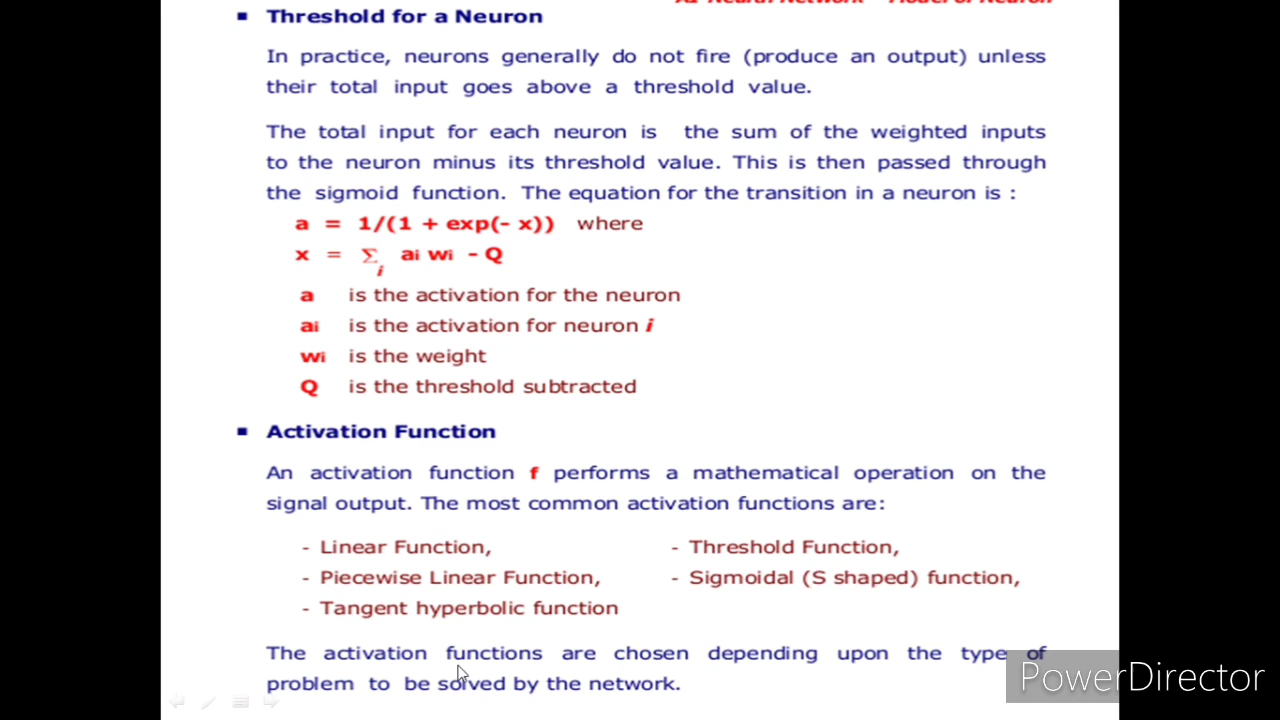 AI-Neural Network – Model of Neuron
▪ Threshold for a Neuron
In practice, neurons generally do not fire (produce an output) unless
their total input goes above a threshold value.
The total input for each neuron is the sum of the weighted inputs
to the neuron minus its threshold value. This is then passed through
the sigmoid function. The equation for the transition in a neuron is :
a = 1/(1 + exp(- x)) where
x = Σ ai wi - Q
i
a is the activation for the neuron
ai is the activation for neuron i
wi is the weight
Q is the threshold subtracted
▪ Activation Function
An activation function f performs a mathematical operation on the
signal output. The most common activation functions are:
- Linear Function, - Threshold Function,
- Piecewise Linear Function, - Sigmoidal (S shaped) function,
- Tangent hyperbolic function
The activation functions are chosen depending upon the type of
problem to be solved by the network.
PowerDirector